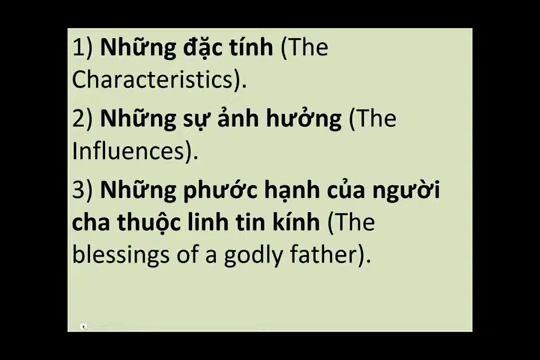 1) Những đặc tính (The
Characteristics).
2) Những sự ảnh hưởng (The
Influences).
3) Những phước hạnh của người
cha thuộc linh tin kính (The
blessings of a godly father).